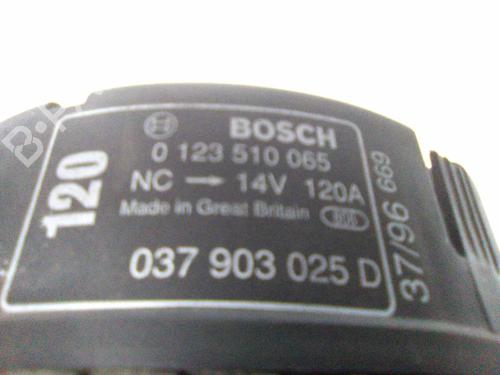 BOSCH
0 123 510 065
NC → 14V 120A
Made in Great Britain
037 903 025 D
120
37/96 669